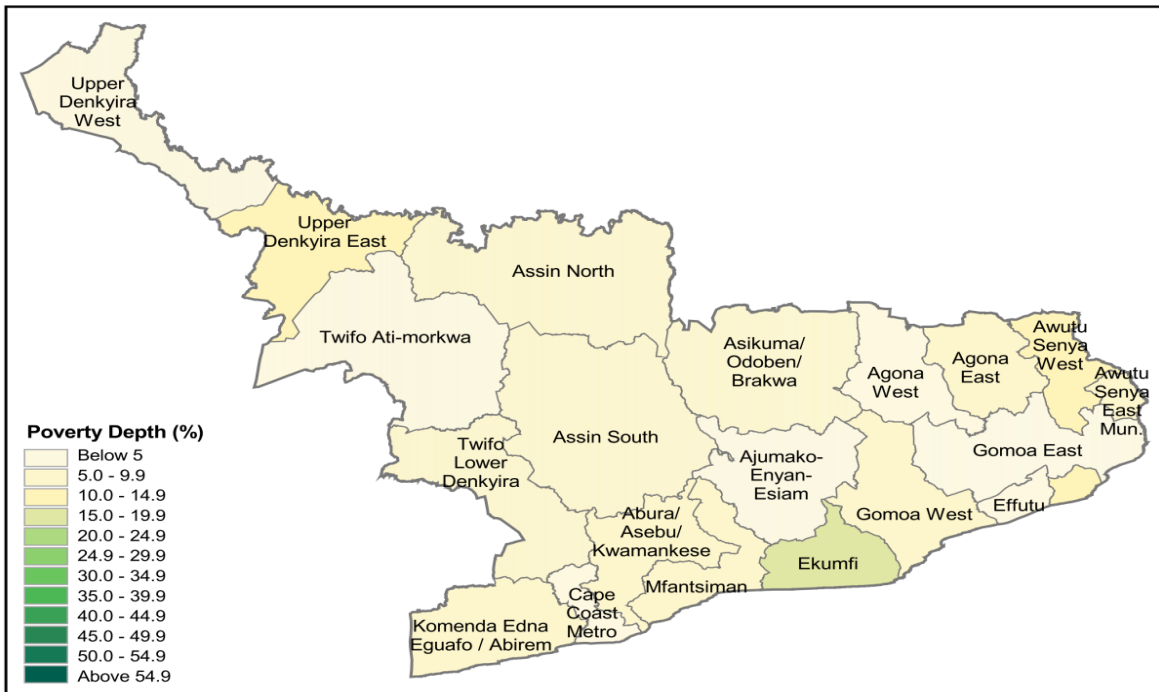 Upper
Denkyira
West
Upper
Denkyira East
Assin North
Twifo Ati-morkwa
Asikuma/
Odoben/
Brakwa
Agona
West
Agona
East
Awutu
Senya
West
Awutu
Senya
East
Mun.
Assin South
Twifo
Lower
Denkyira
Ajumako-
Enyan-
Esiam
Gomoa East
Effutu
Gomoa West
Abura/
Asebu/
Kwamankese
Ekumfi
Mfantsiman
Cape
Coast
Metro
Komenda Edna
Eguafo / Abirem
Poverty Depth (%)
Below 5
5.0 - 9.9
10.0 - 14.9
15.0 - 19.9
20.0 - 24.9
24.9 - 29.9
30.0 - 34.9
35.0 - 39.9
40.0 - 44.9
45.0 - 49.9
50.0 - 54.9
Above 54.9